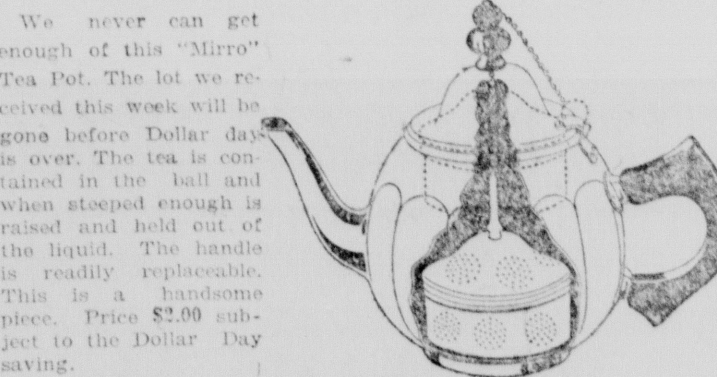 We never can get
enough of this "Mirro"
Tea Pot. The lot we re-
ceived this week will be
gone before Dollar day
is over. The tea is con-
tained in the ball and
when steeped enough is
raised and held out of
the liquid. The handle
is readily replaceable.
This is a handsome
piece. Price $2.00 sub-
ject to the Dollar Day
saving.